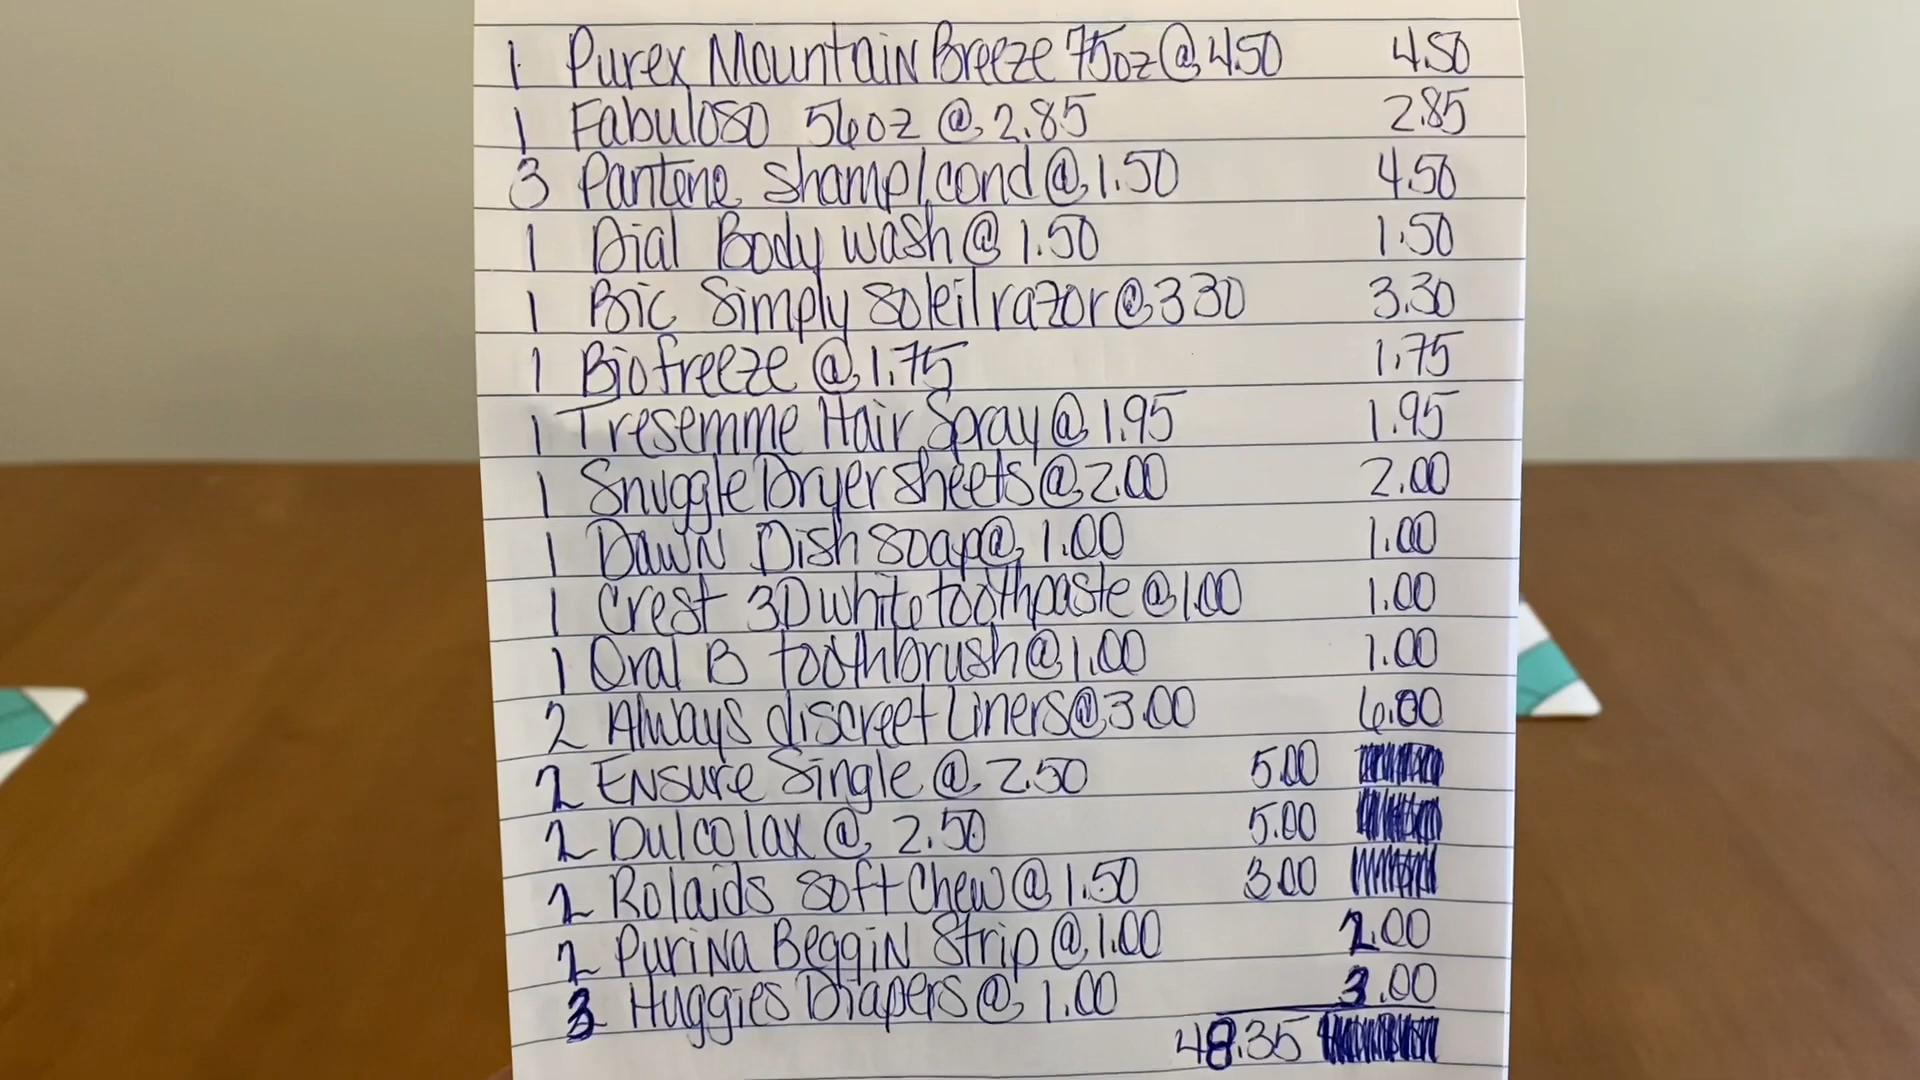 1 Purex Mountain Breeze 75oz @ 4.50 4.50
1 Fabuloso 56oz @ 2.85 2.85
3 Pantene shamp/cond @ 1.50 4.50
1 Dial Body wash @ 1.50 1.50
1 Bic Simply Soleil razor @ 3.30 3.30
1 Biofreeze @ 1.75 1.75
1 Tresemme Hair Spray @ 1.95 1.95
1 Snuggle Dryer sheets @ 2.00 2.00
1 Dawn Dish Soap @ 1.00 1.00
1 Crest 3D white toothpaste @ 1.00 1.00
1 Oral B toothbrush @ 1.00 1.00
2 Always discreet Liners @ 3.00 6.00
2 Ensure Single @ 2.50 5.00
2 Dulcolax @ 2.50 5.00
2 Rolaids Soft Chew @ 1.50 3.00
2 Purina Beggin Strip @ 1.00 2.00
3 Huggies Diapers @ 1.00 3.00
48.35